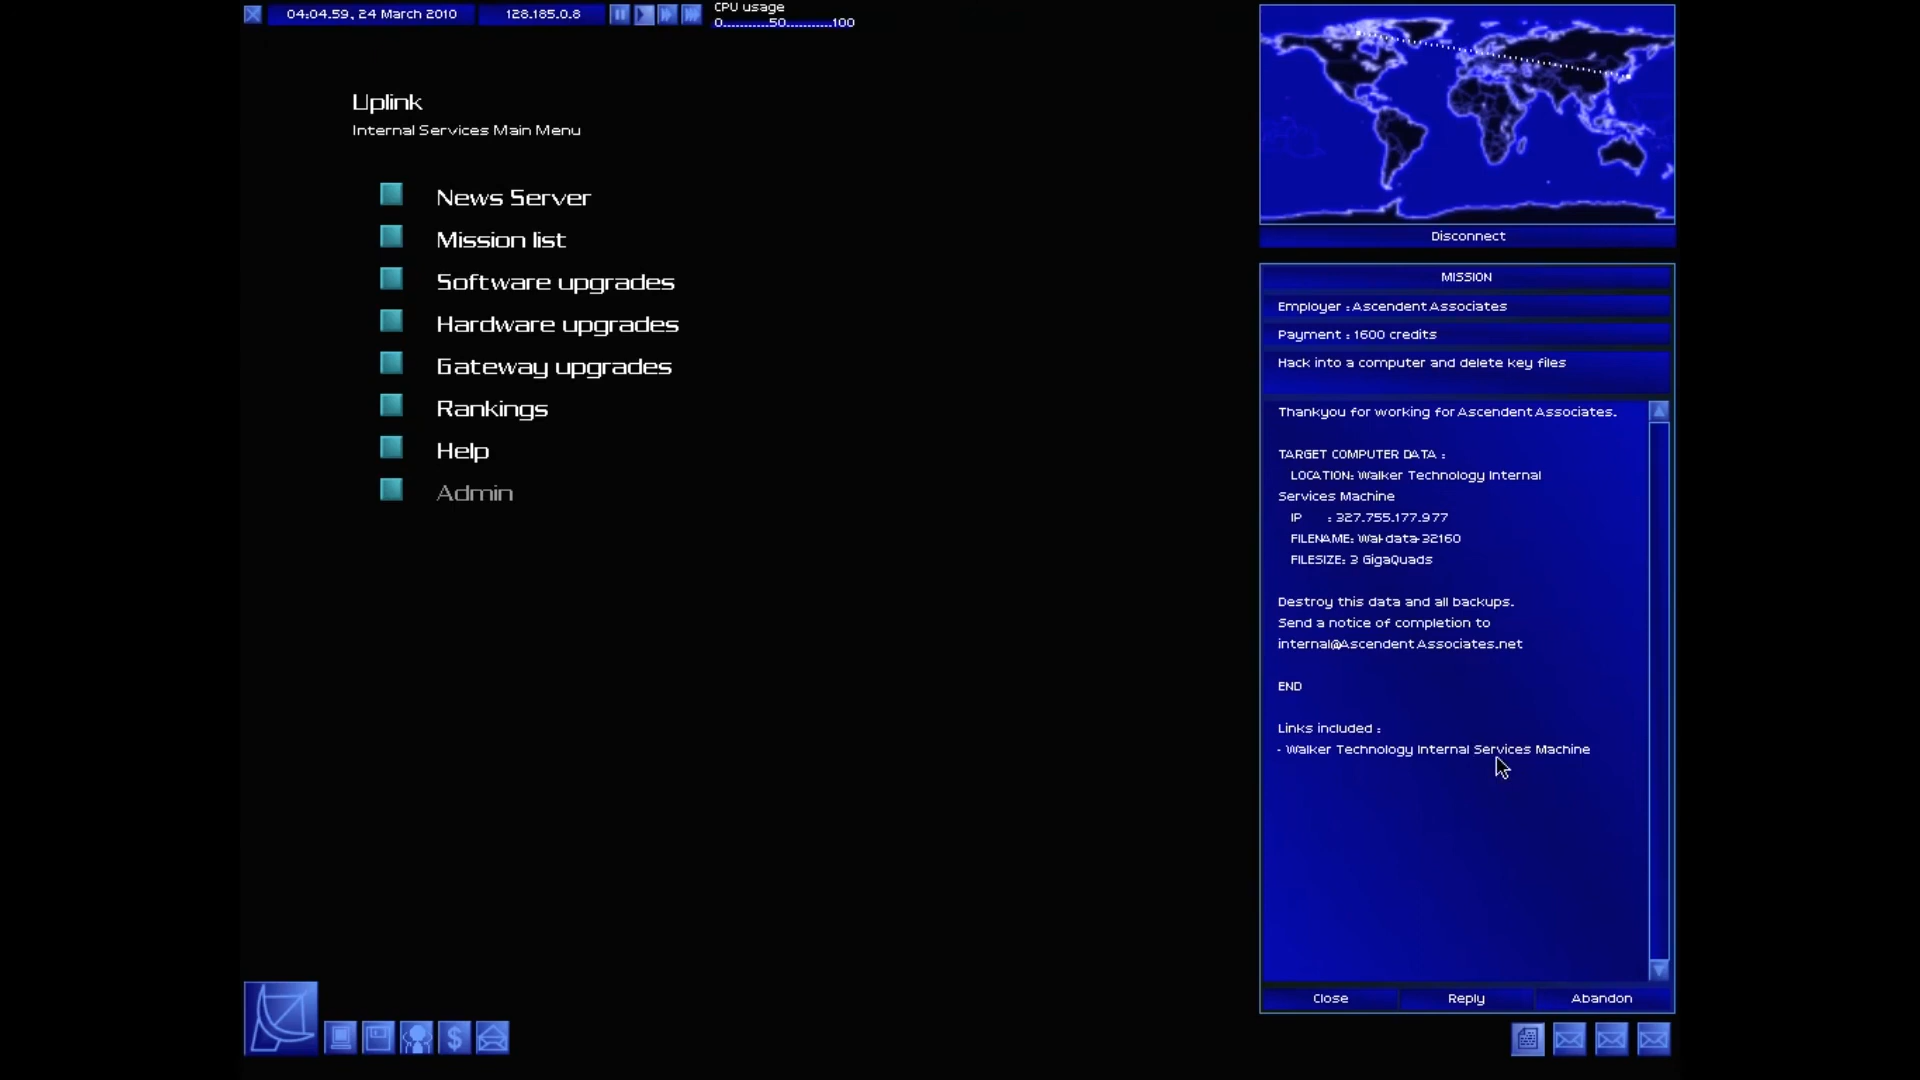 04:04.59, 24 March 2010
128.185.0.8
CPU usage
0..........50..........100
Uplink
Internal Services Main Menu
News Server
Mission list
Software upgrades
Hardware upgrades
Gateway upgrades
Rankings
Help
Admin
Disconnect
MISSION
Employer : Ascendent Associates
Payment : 1600 credits
Hack into a computer and delete key files
Thankyou for working for Ascendent Associates.
TARGET COMPUTER DATA :
LOCATION: Walker Technology Internal
Services Machine
IP : 327.755.177.977
FILENAME: Wal-data-32160
FILESIZE: 3 GigaQuads
Destroy this data and all backups.
Send a notice of completion to
internal@Ascendent Associates.net
END
Links included :
- Walker Technology Internal Services Machine
Close
Reply
Abandon